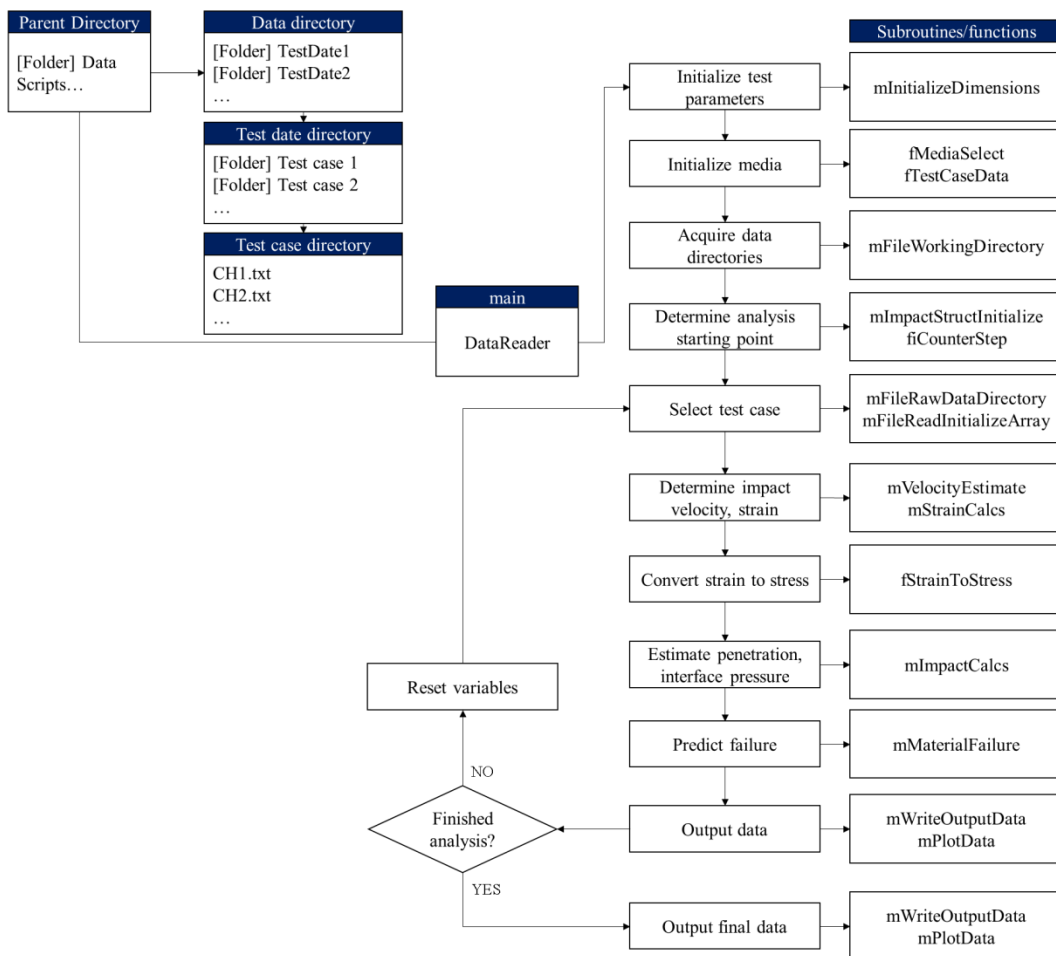 Parent Directory
[Folder] Data
Scripts…
Data directory
[Folder] TestDate1
[Folder] TestDate2
…
Test date directory
[Folder] Test case 1
[Folder] Test case 2
…
Test case directory
CH1.txt
CH2.txt
…
main
DataReader
Subroutines/functions
Initialize test
parameters
mInitializeDimensions
Initialize media
fMediaSelect
fTestCaseData
Acquire data
directories
mFileWorkingDirectory
Determine analysis
starting point
mImpactStructInitialize
fiCounterStep
Select test case
mFileRawDataDirectory
mFileReadInitializeArray
Determine impact
velocity, strain
mVelocityEstimate
mStrainCalcs
Convert strain to stress
fStrainToStress
Estimate penetration,
interface pressure
mImpactCalcs
Reset variables
Predict failure
mMaterialFailure
NO
Finished
analysis?
Output data
mWriteOutputData
mPlotData
YES
Output final data
mWriteOutputData
mPlotData